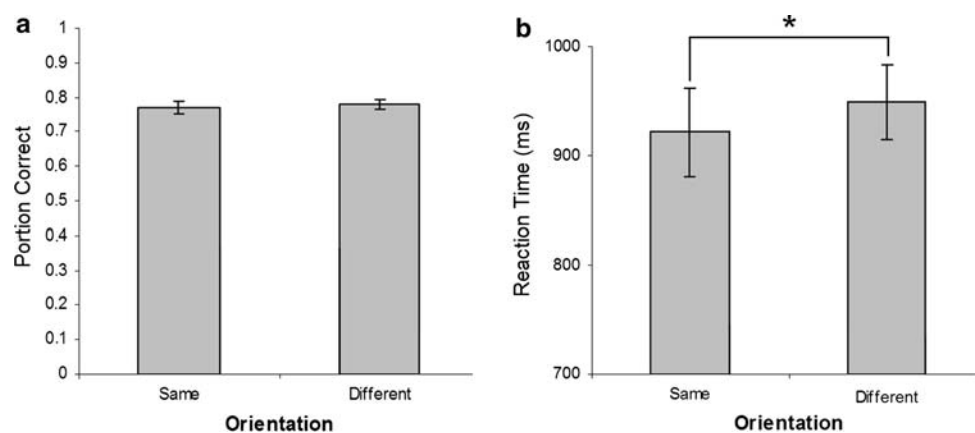 a
Portion Correct
1
0.9
0.8
0.7
0.6
0.5
0.4
0.3
0.2
0.1
0
Same
Different
Orientation
b
*
Reaction Time (ms)
1000
900
800
700
Same
Different
Orientation